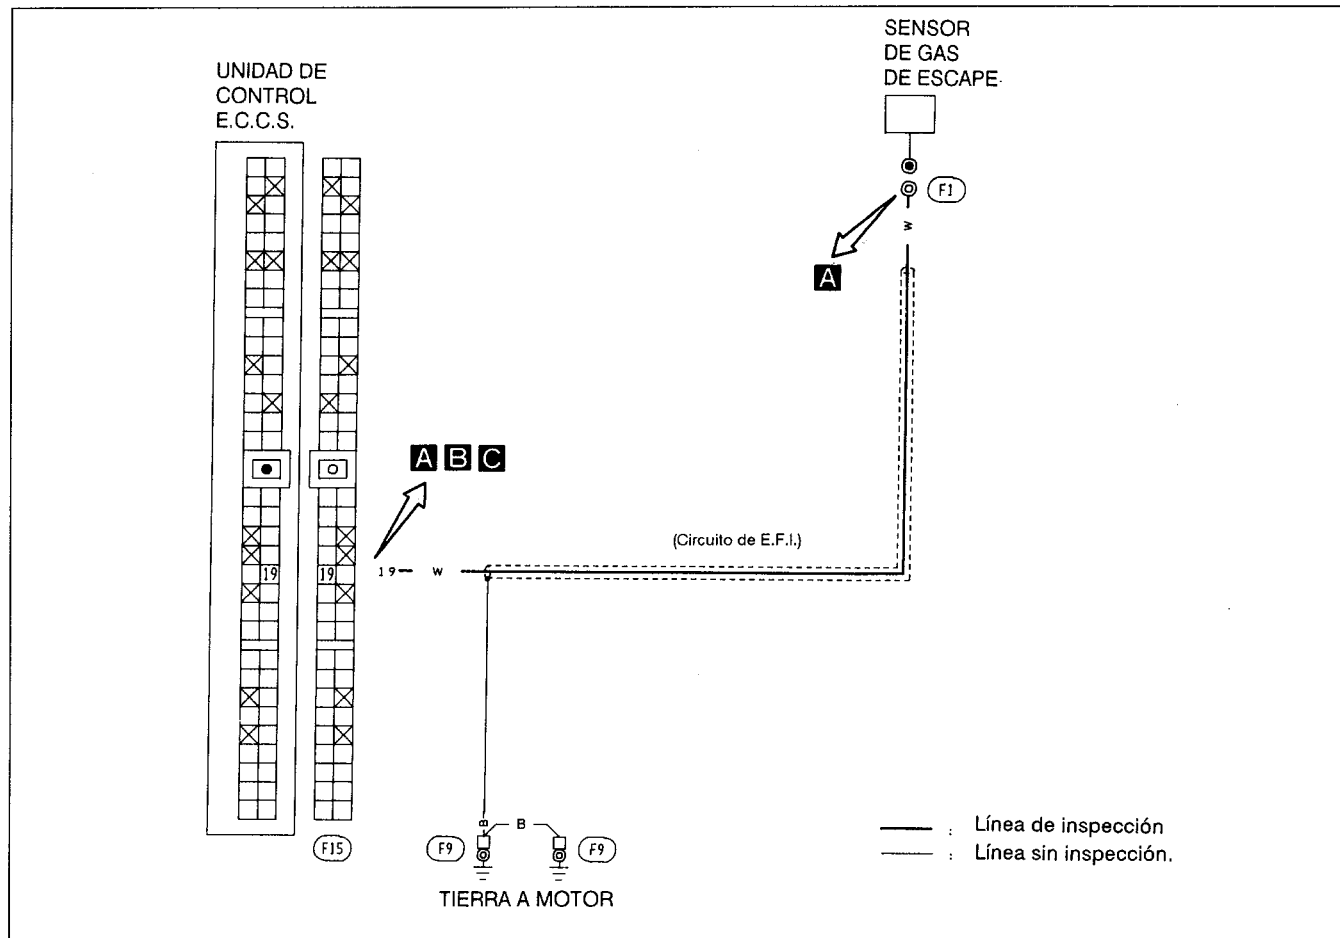 SENSOR
DE GAS
DE ESCAPE
UNIDAD DE
CONTROL
E.C.C.S.
F1
W
A
A B C
(Circuito de E.F.I.)
19 19 19 W
B
B
F15
F9
F9
TIERRA A MOTOR
: Línea de inspección
: Línea sin inspección.